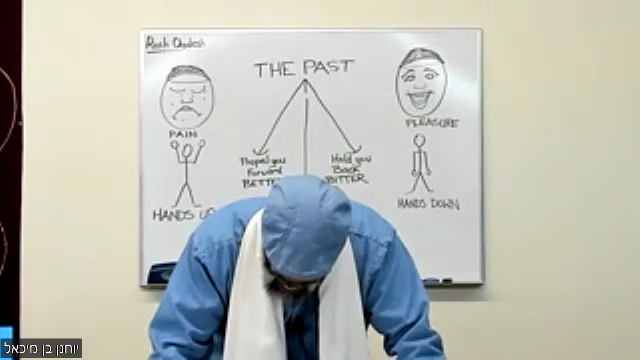 Rosh Chodesh
THE PAST
PAIN
PLEASURE
Propel you
Forward
Hold you
Back
BITTER
HANDS UP
HANDS DOWN
יוחנן בן מיכאל